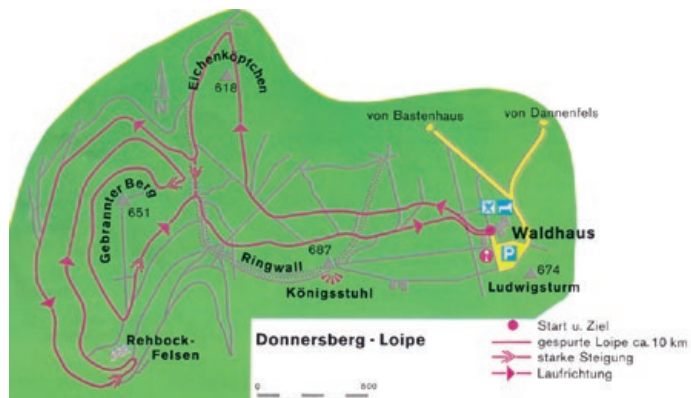 Eichenköpfchen
618
von Bastenhaus
von Dannenfels
N
Gebrannter Berg
651
Waldhaus
P
687
Ringwall
674
Königsstuhl
Ludwigsturm
Rehbock-
Felsen
Donnersberg - Loipe
Start u. Ziel
gespurte Loipe ca. 10 km
starke Steigung
Laufrichtung
0